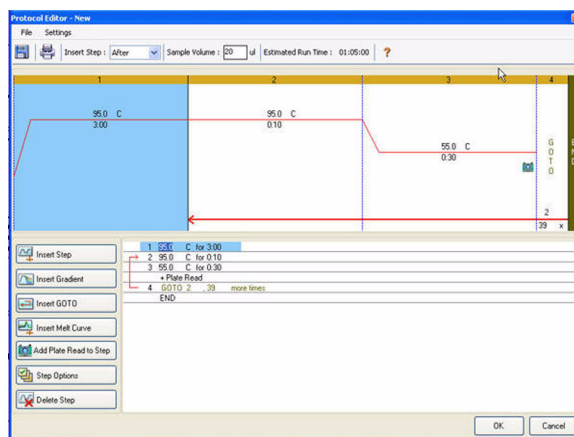 Protocol Editor - New
File Settings
Insert Step : After Sample Volume : 20 ul Estimated Run Time : 01:05:00 ?
1 2 3 4
95.0 C 95.0 C
3:00 0:10
55.0 C
0:30
G
O
T
O
E
N
D
2
39 x
Insert Step
Insert Gradient
Insert GOTO
Insert Melt Curve
Add Plate Read to Step
Step Options
Delete Step
1 95.0 C for 3:00
2 95.0 C for 0:10
3 55.0 C for 0:30
+ Plate Read
4 GOTO 2 , 39 more times
END
OK Cancel